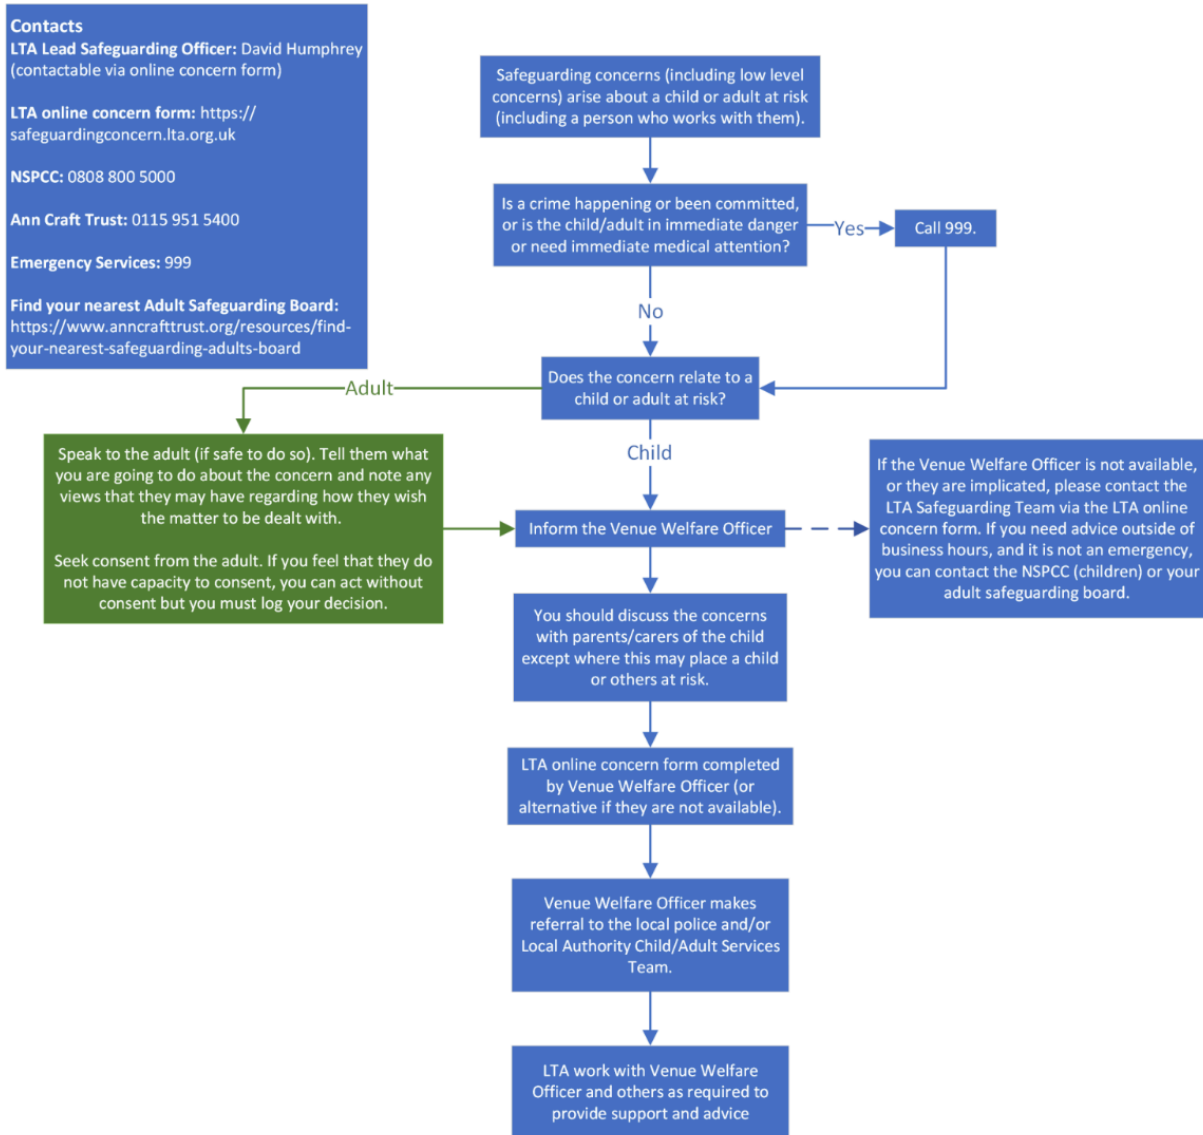 Contacts
LTA Lead Safeguarding Officer: David Humphrey
(contactable via online concern form)
LTA online concern form: https://
safeguardingconcern.lta.org.uk
NSPCC: 0808 800 5000
Ann Craft Trust: 0115 951 5400
Emergency Services: 999
Find your nearest Adult Safeguarding Board:
https://www.anncrafttrust.org/resources/find-
your-nearest-safeguarding-adults-board
Safeguarding concerns (including low level
concerns) arise about a child or adult at risk
(including a person who works with them).
Is a crime happening or been committed,
or is the child/adult in immediate danger
or need immediate medical attention?
Yes
Call 999.
No
Does the concern relate to a
child or adult at risk?
Adult
Speak to the adult (if safe to do so). Tell them what
you are going to do about the concern and note any
views that they may have regarding how they wish
the matter to be dealt with.
Seek consent from the adult. If you feel that they do
not have capacity to consent, you can act without
consent but you must log your decision.
Child
Inform the Venue Welfare Officer
If the Venue Welfare Officer is not available,
or they are implicated, please contact the
LTA Safeguarding Team via the LTA online
concern form. If you need advice outside of
business hours, and it is not an emergency,
you can contact the NSPCC (children) or your
adult safeguarding board.
You should discuss the concerns
with parents/carers of the child
except where this may place a child
or others at risk.
LTA online concern form completed
by Venue Welfare Officer (or
alternative if they are not available).
Venue Welfare Officer makes
referral to the local police and/or
Local Authority Child/Adult Services
Team.
LTA work with Venue Welfare
Officer and others as required to
provide support and advice